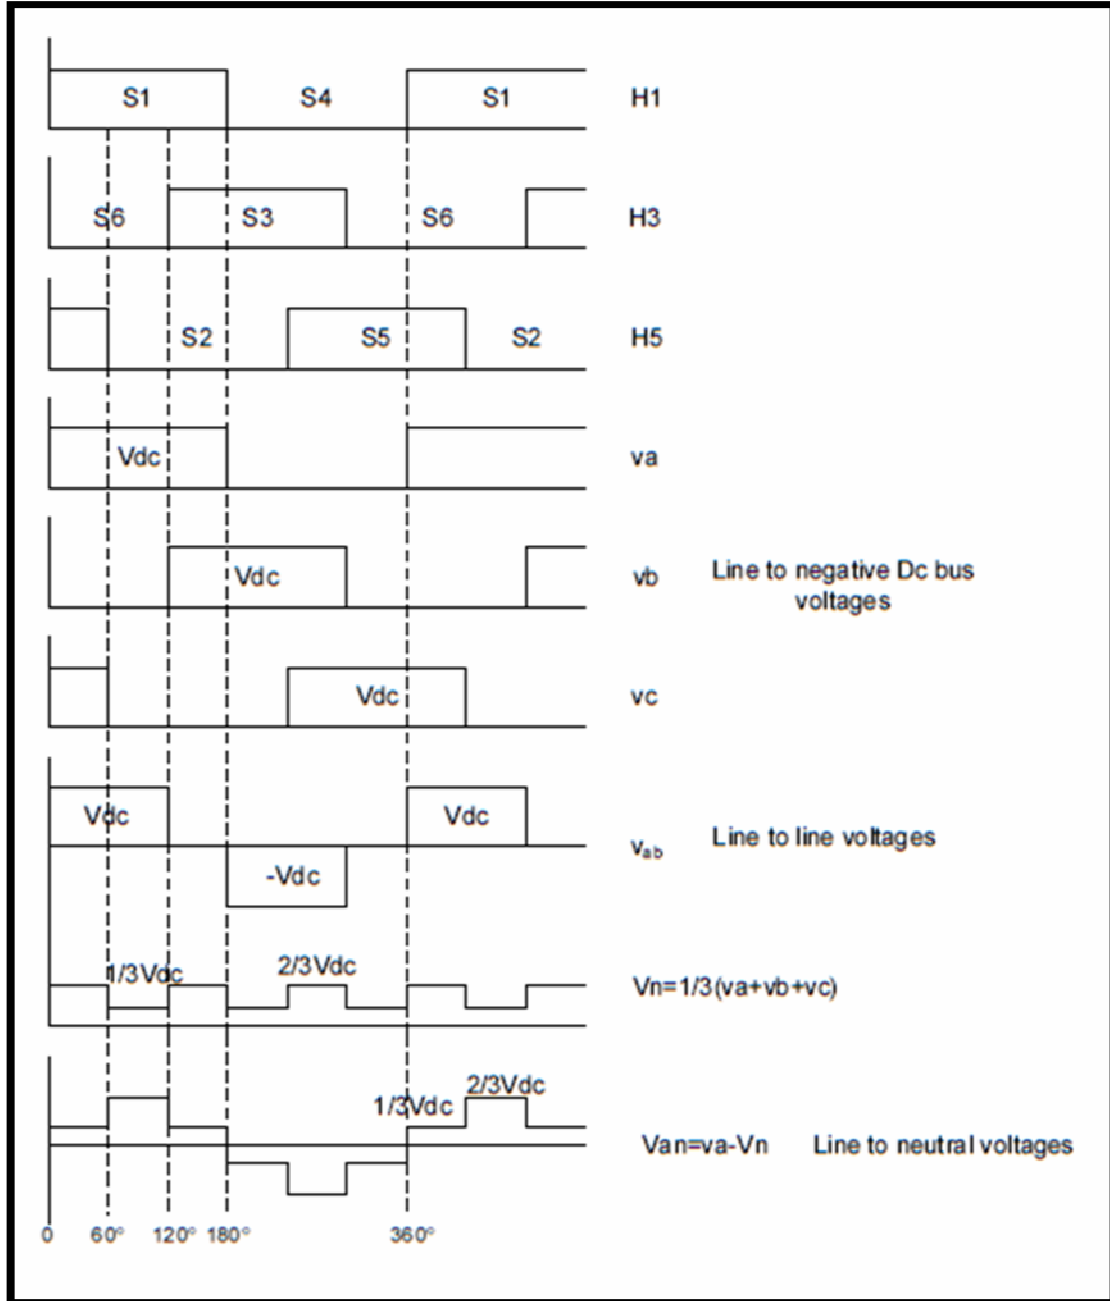 S1 S4 S1 H1
S6 S3 S6 H3
S2 S5 S2 H5
Vdc va
Vdc vb Line to negative Dc bus
voltages
Vdc vc
Vdc Vdc
vab Line to line voltages
-Vdc
1/3Vdc 2/3Vdc
Vn=1/3(va+vb+vc)
2/3Vdc
1/3Vdc
Van=va-Vn Line to neutral voltages
0 60° 120° 180° 360°